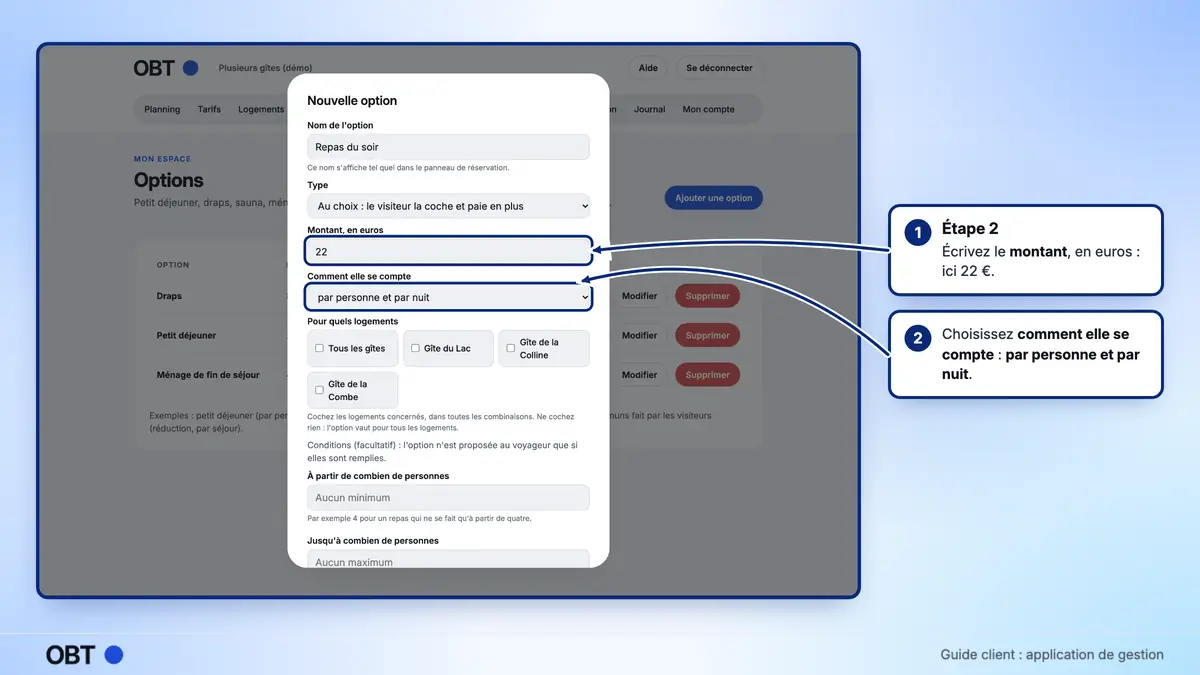 OBT
Plusieurs gîtes (démo)
Aide
Se déconnecter
Planning
Tarifs
Logements
Journal
Mon compte
MON ESPACE
Options
Petit déjeuner, draps, sauna,
Ajouter une option
OPTION
Draps
Modifier
Supprimer
Petit déjeuner
Modifier
Supprimer
Ménage de fin de séjour
Modifier
Supprimer
Exemples : petit déjeuner (par
fait par les visiteurs
(réduction, par séjour).
Nouvelle option
Nom de l'option
Repas du soir
Ce nom s'affiche tel quel dans le panneau de réservation.
Type
Au choix : le visiteur la coche et paie en plus
Montant, en euros
22
Comment elle se compte
par personne et par nuit
Pour quels logements
Tous les gîtes
Gîte du Lac
Gîte de la
Colline
Gîte de la
Combe
Cochez les logements concernés, dans toutes les combinaisons. Ne cochez
rien : l'option vaut pour tous les logements.
Conditions (facultatif) : l'option n'est proposée au voyageur que si
elles sont remplies.
À partir de combien de personnes
Aucun minimum
Par exemple 4 pour un repas qui ne se fait qu'à partir de quatre.
Jusqu'à combien de personnes
Aucun maximum
1
Étape 2
Écrivez le montant, en euros :
ici 22 €.
2
Choisissez comment elle se
compte : par personne et par
nuit.
OBT
Guide client : application de gestion